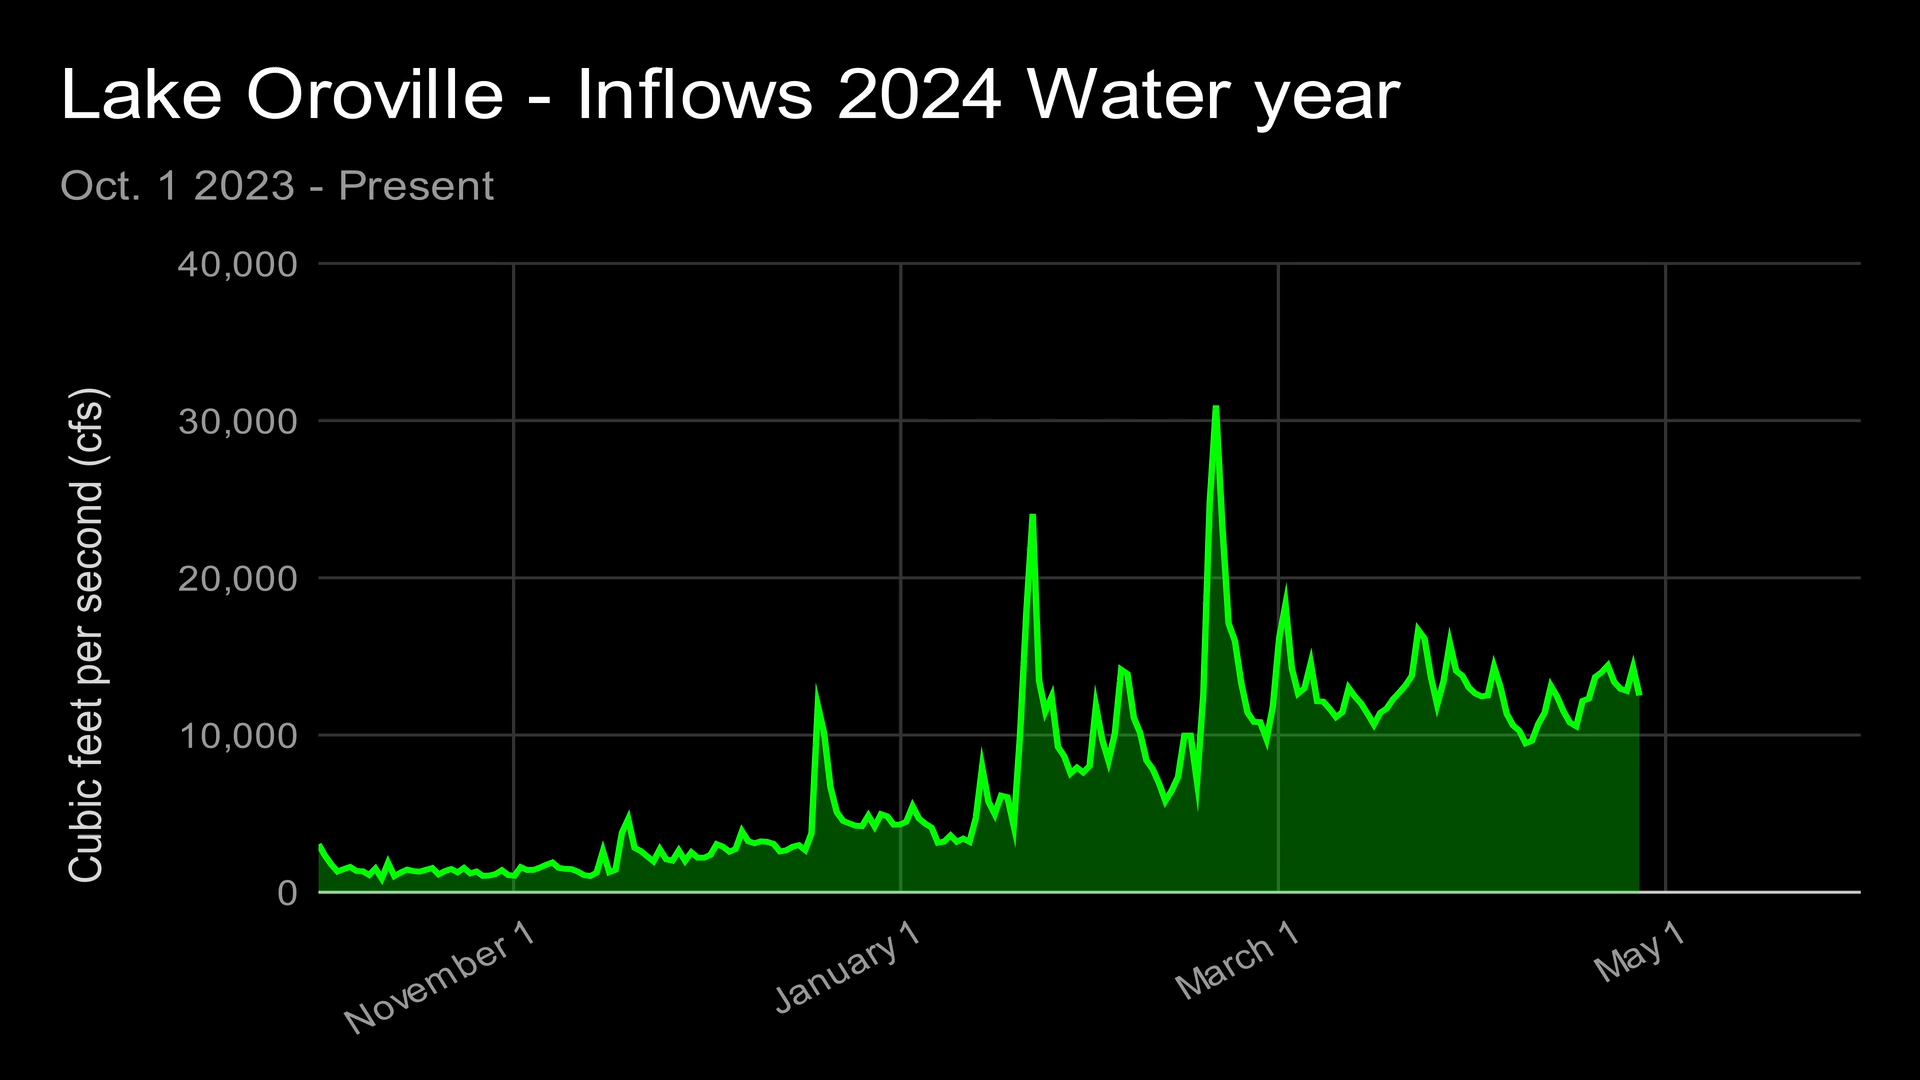 Lake Oroville - Inflows 2024 Water year
Oct. 1 2023 - Present
Cubic feet per second (cfs)
40,000
30,000
20,000
10,000
0
November 1
January 1
March 1
May 1